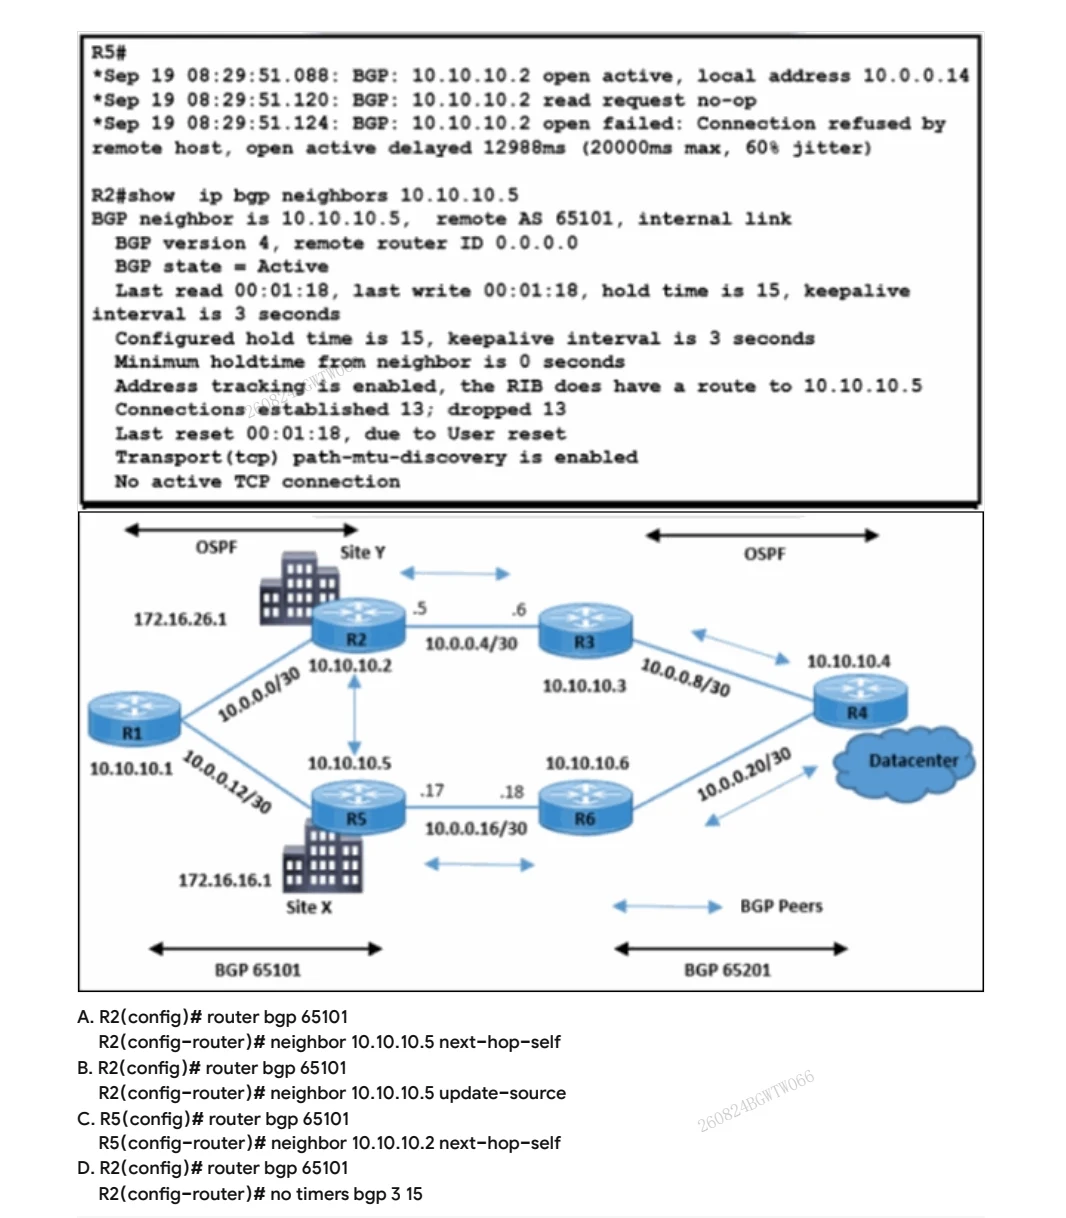 R5#
*Sep 19 08:29:51.088: BGP: 10.10.10.2 open active, local address 10.0.0.14
*Sep 19 08:29:51.120: BGP: 10.10.10.2 read request no-op
*Sep 19 08:29:51.124: BGP: 10.10.10.2 open failed: Connection refused by
remote host, open active delayed 12988ms (20000ms max, 60% jitter)
R2#show ip bgp neighbors 10.10.10.5
BGP neighbor is 10.10.10.5, remote AS 65101, internal link
BGP version 4, remote router ID 0.0.0.0
BGP state = Active
Last read 00:01:18, last write 00:01:18, hold time is 15, keepalive
interval is 3 seconds
Configured hold time is 15, keepalive interval is 3 seconds
Minimum holdtime from neighbor is 0 seconds
Address tracking is enabled, the RIB does have a route to 10.10.10.5
Connections established 13; dropped 13
Last reset 00:01:18, due to User reset
Transport(tcp) path-mtu-discovery is enabled
No active TCP connection
OSPF
Site Y
OSPF
172.16.26.1
.5
.6
R2
10.0.0.4/30
R3
10.10.10.2
10.0.0.0/30
10.10.10.3
10.0.0.8/30
10.10.10.4
R4
R1
10.10.10.1
10.0.0.12/30
10.10.10.5
10.10.10.6
10.0.0.20/30
Datacenter
.17
.18
R5
10.0.0.16/30
R6
172.16.16.1
Site X
BGP Peers
BGP 65101
BGP 65201
A. R2(config)# router bgp 65101
R2(config-router)# neighbor 10.10.10.5 next-hop-self
B. R2(config)# router bgp 65101
R2(config-router)# neighbor 10.10.10.5 update-source
C. R5(config)# router bgp 65101
R5(config-router)# neighbor 10.10.10.2 next-hop-self
D. R2(config)# router bgp 65101
R2(config-router)# no timers bgp 3 15
260824BGWTW066